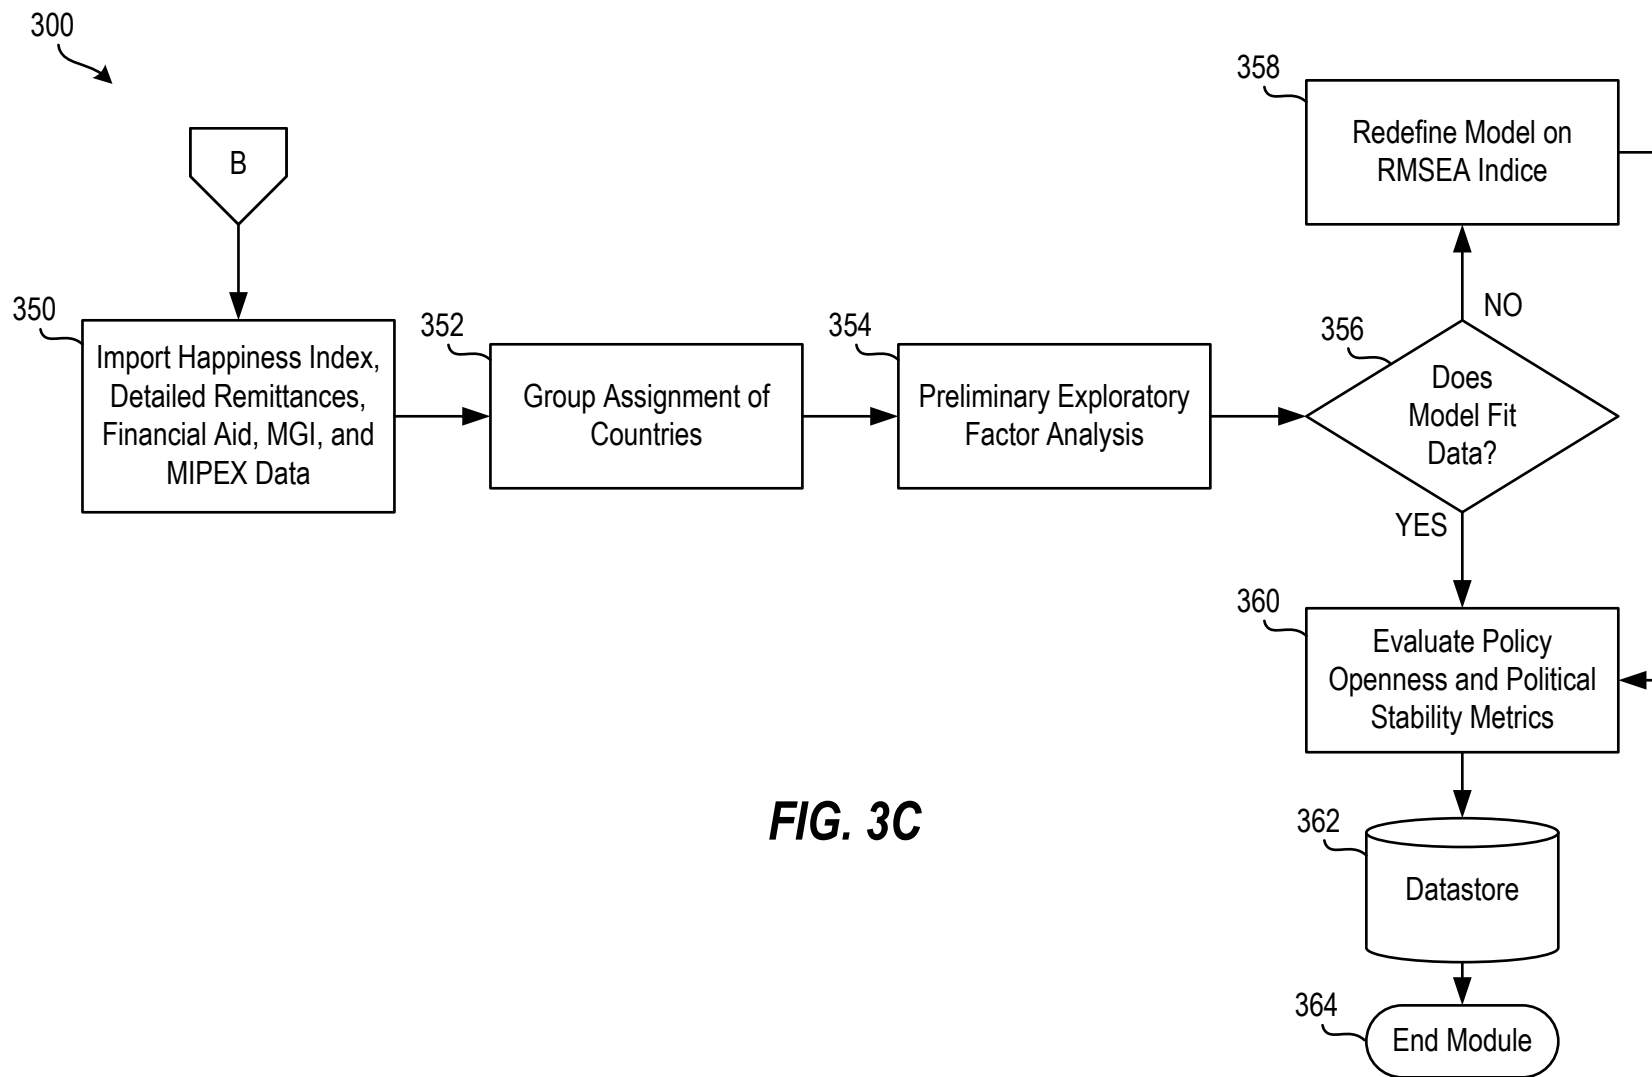 300
B
350
Import Happiness Index,
Detailed Remittances,
Financial Aid, MGI, and
MIPEX Data
352
Group Assignment of
Countries
354
Preliminary Exploratory
Factor Analysis
356
Does
Model Fit
Data?
NO
358
Redefine Model on
RMSEA Indice
YES
360
Evaluate Policy
Openness and Political
Stability Metrics
362
Datastore
364
End Module
FIG. 3C